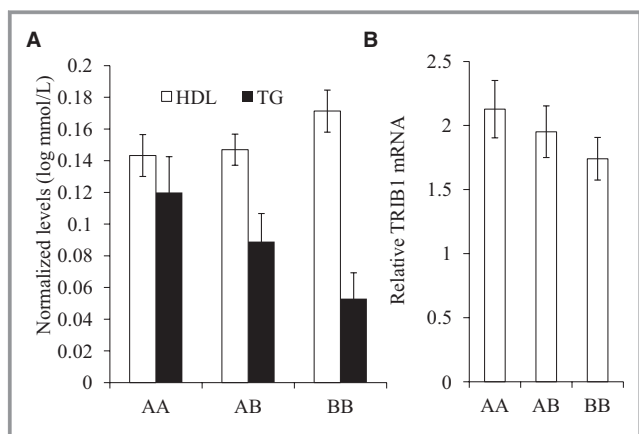 A
Normalized levels (log mmol/L)
0.2
0.18
0.16
0.14
0.12
0.1
0.08
0.06
0.04
0.02
0
HDL TG
AA AB BB
B
Relative TRIB1 mRNA
2.5
2
1.5
1
0.5
0
AA AB BB